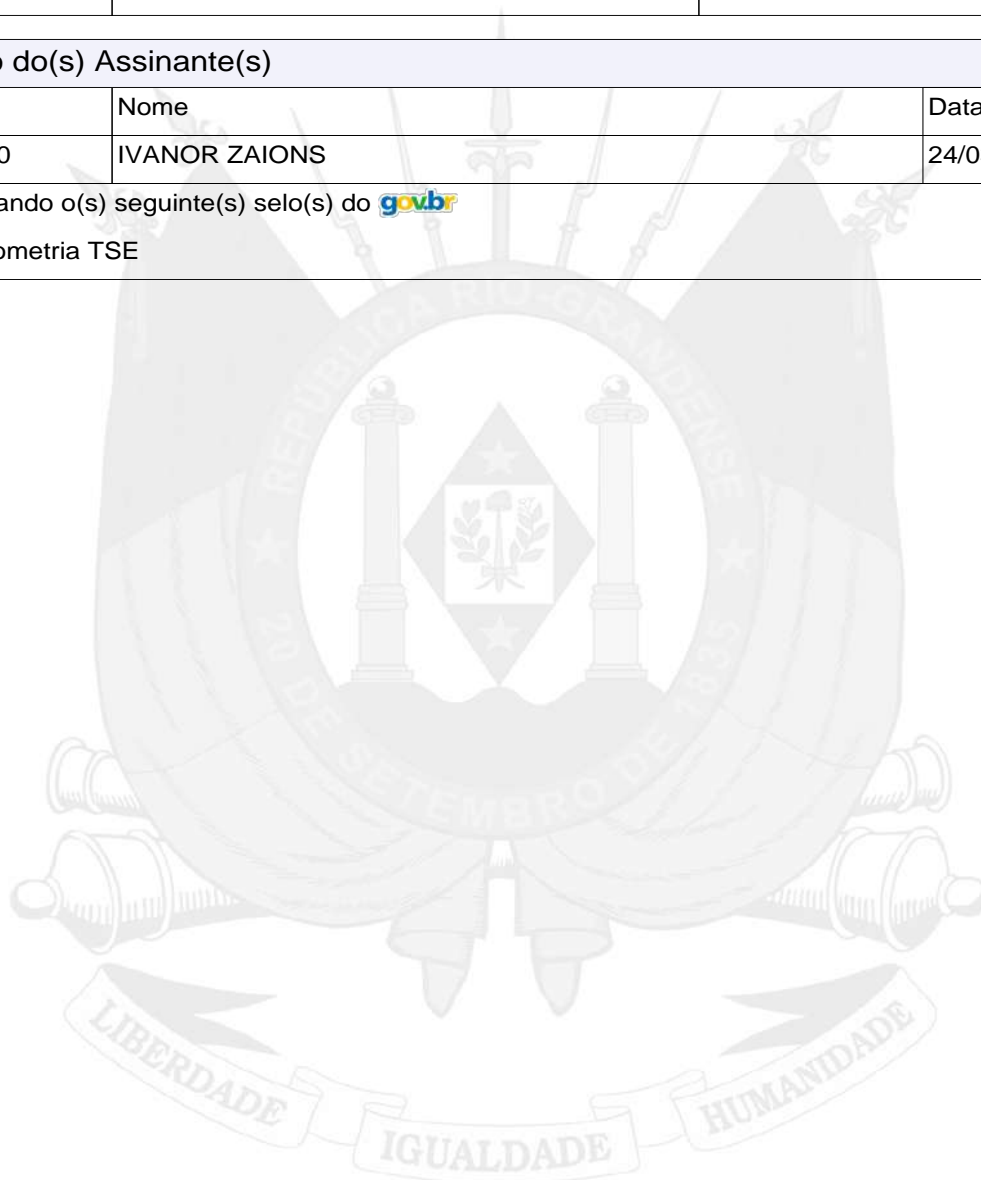 o do(s) Assinante(s)
Nome Data
0 IVANOR ZAIONS 24/0
ando o(s) seguinte(s) selo(s) do gov.br
ometria TSE
REPÚBLICA RIO-GRANDENSE
20 DE SETEMBRO DE 1835
LIBERDADE IGUALDADE HUMANIDADE